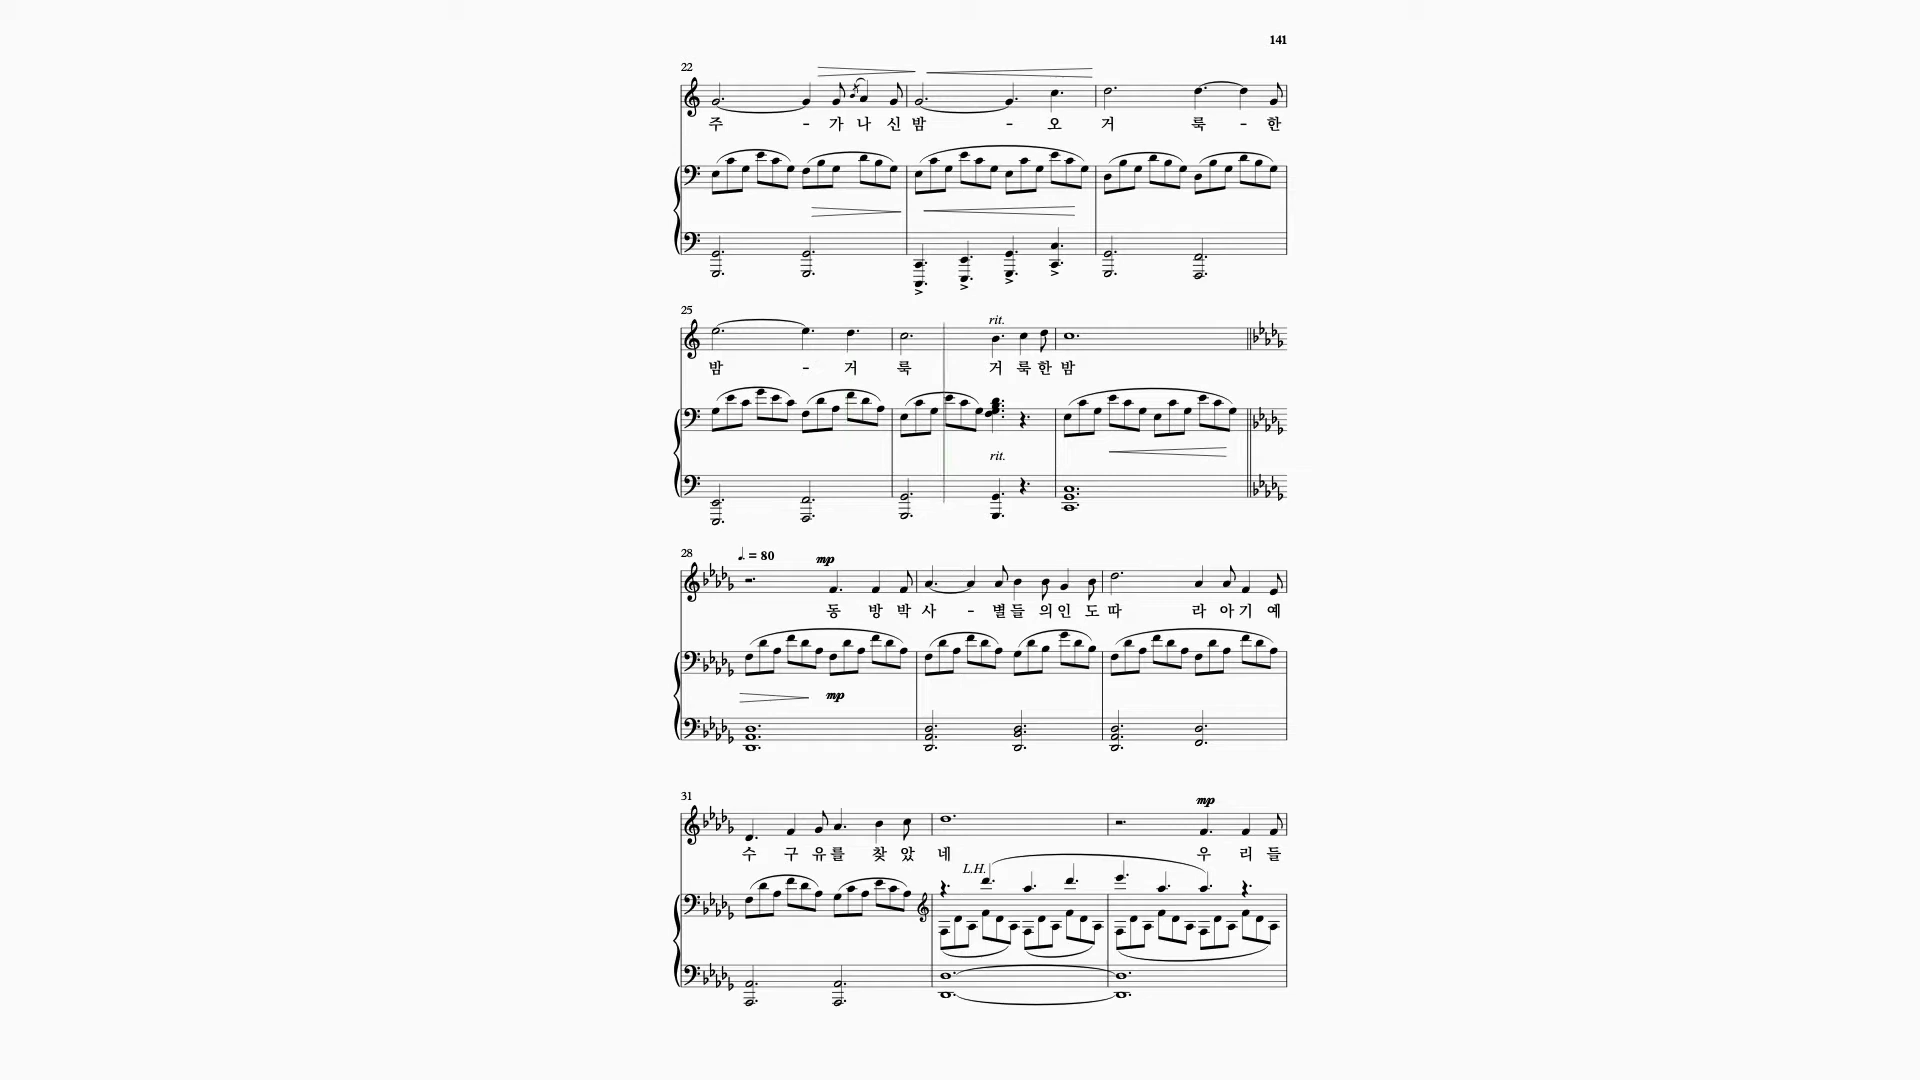 141
22
주 - 가 나 신 밤 - 오 거 룩 - 한
25
rit.
밤 - 거 룩 거 룩 한 밤
rit.
28 ♩. = 80 mp
동 방 박 사 - 별 들 의 인 도 따 라 아 기 예
mp
31 mp
수 구 유 를 찾 았 네 우 리 들
L.H.